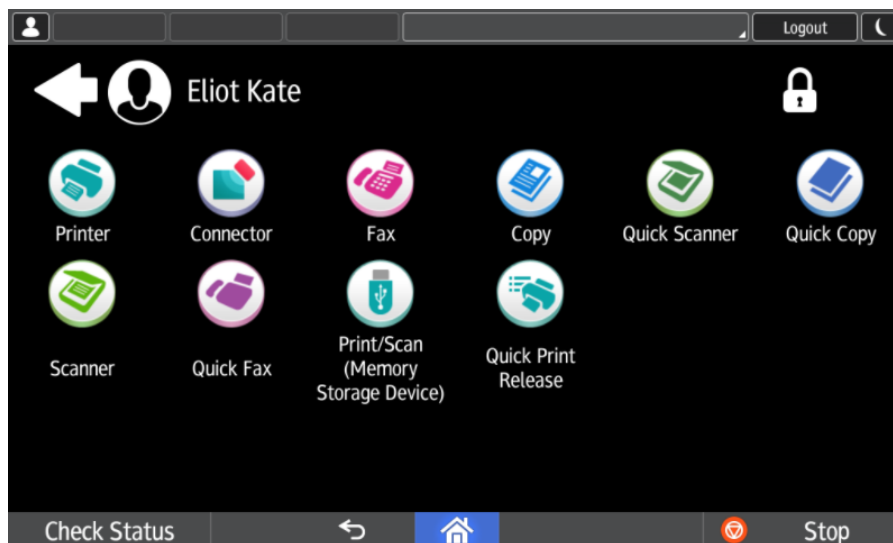 Logout
Eliot Kate
Printer
Connector
Fax
Copy
Quick Scanner
Quick Copy
Scanner
Quick Fax
Print/Scan
(Memory
Storage Device)
Quick Print
Release
Check Status
Stop